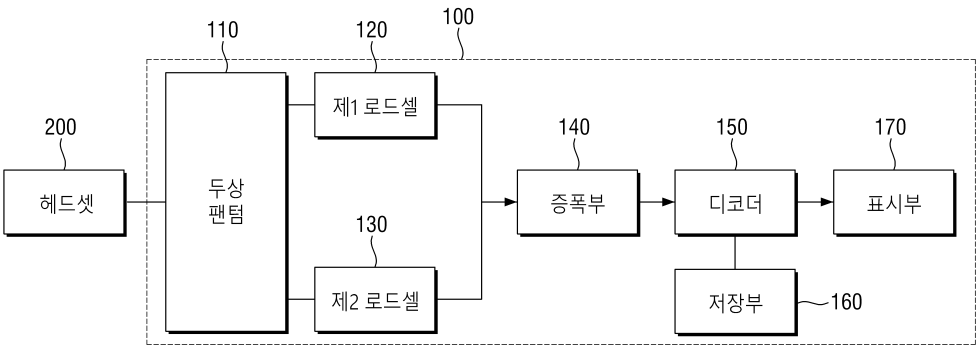 100
110
120
제1 로드셀
200
140
150
170
헤드셋
두상
팬텀
증폭부
디코더
표시부
130
제2 로드셀
저장부
160